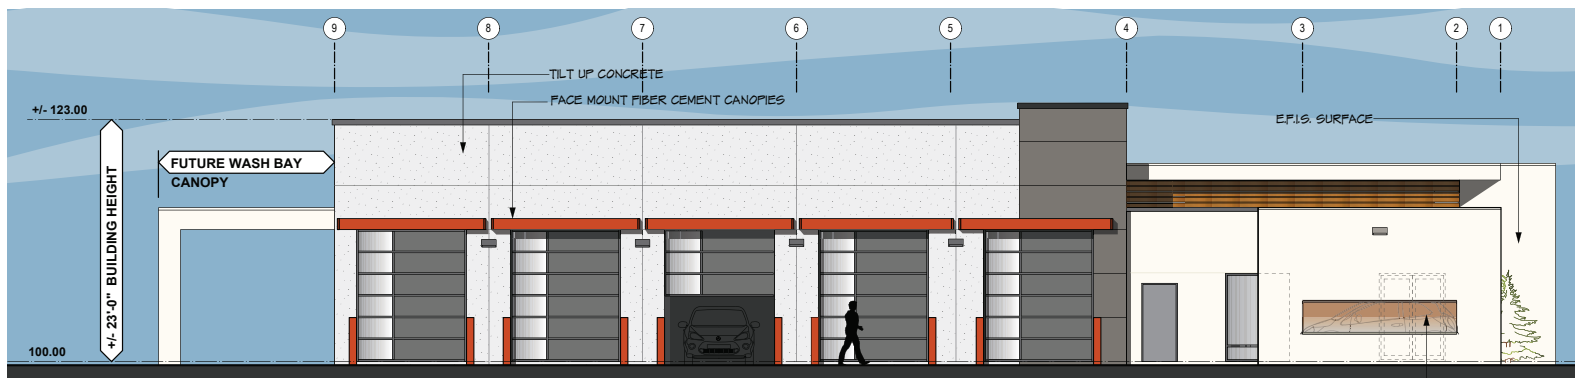 9 8 7 6 5 4 3 2 1
TILT UP CONCRETE
FACE MOUNT FIBER CEMENT CANOPIES
+/- 123.00
E.F.I.S. SURFACE
FUTURE WASH BAY
CANOPY
+/- 23'-0" BUILDING HEIGHT
100.00